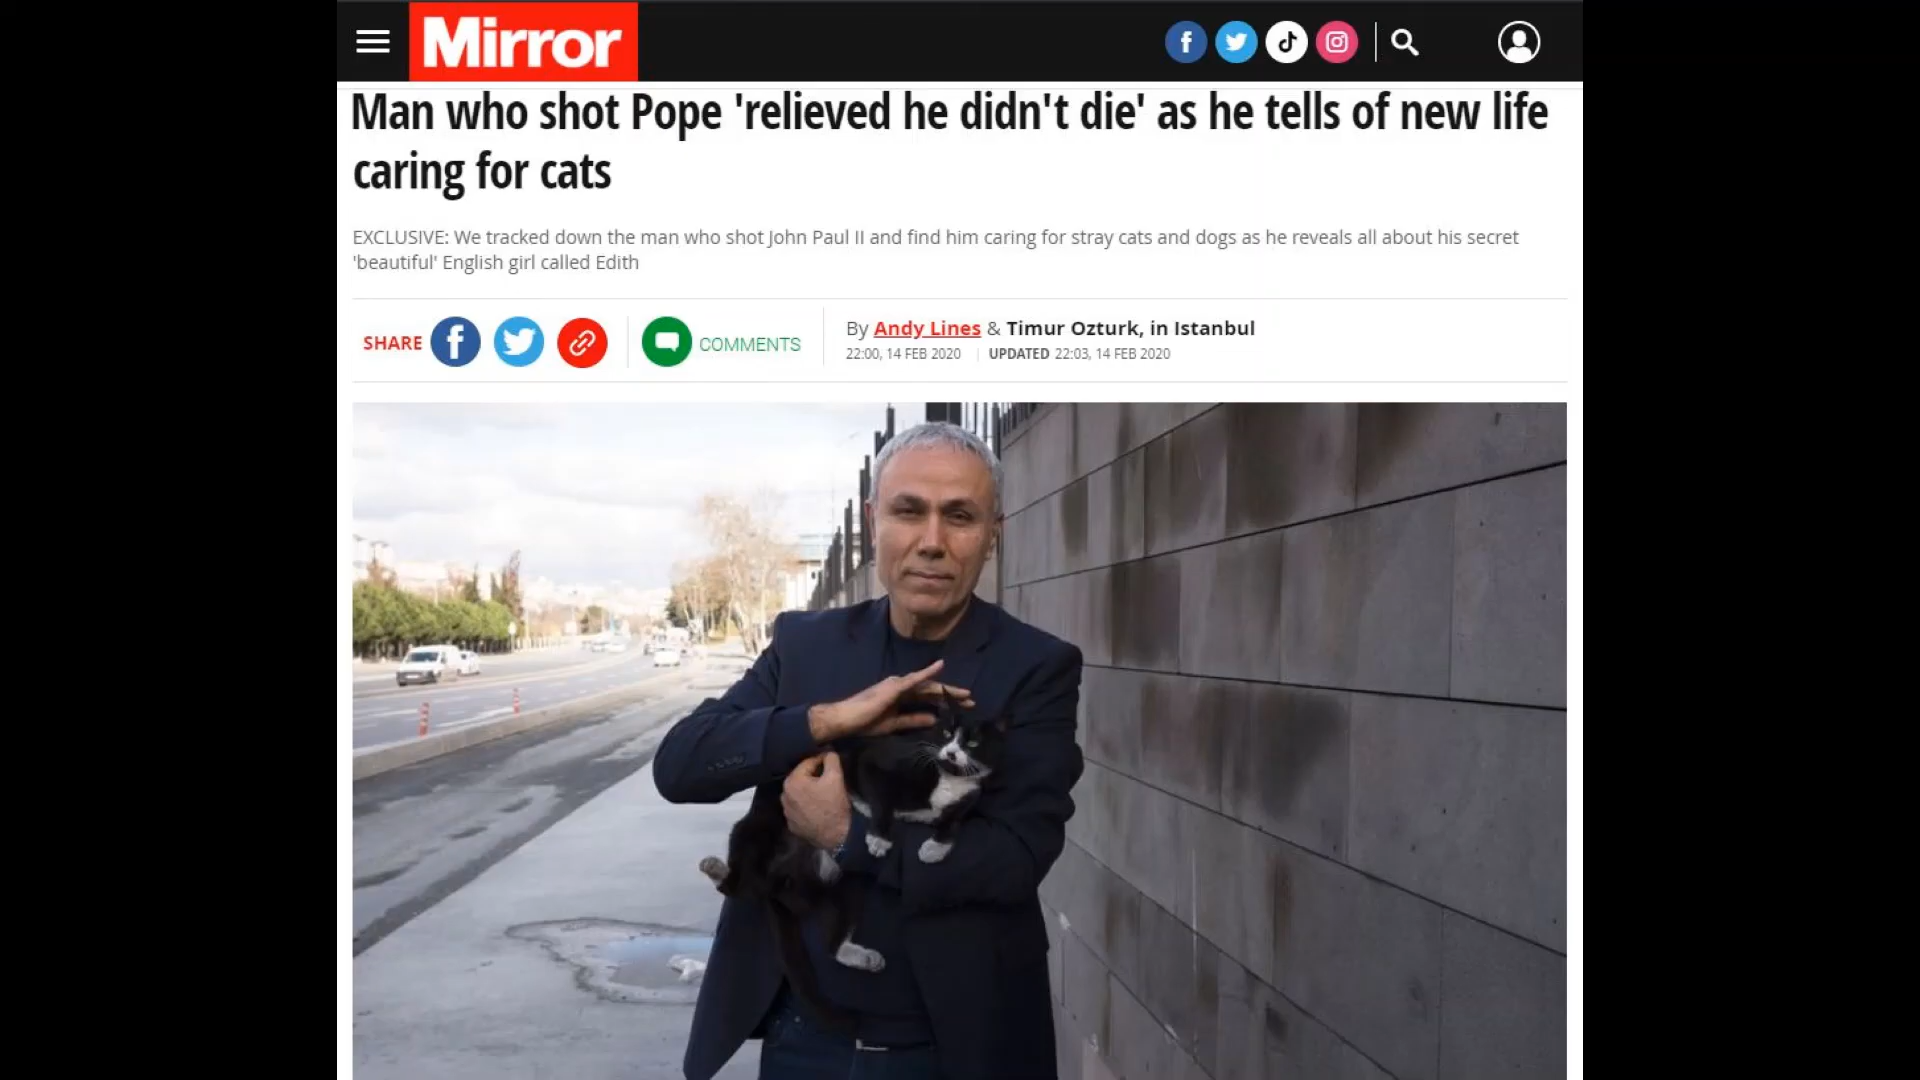 Mirror
Man who shot Pope 'relieved he didn't die' as he tells of new life
caring for cats
EXCLUSIVE: We tracked down the man who shot John Paul II and find him caring for stray cats and dogs as he reveals all about his secret
'beautiful' English girl called Edith
SHARE
COMMENTS
By Andy Lines & Timur Ozturk, in Istanbul
22:00, 14 FEB 2020 UPDATED 22:03, 14 FEB 2020